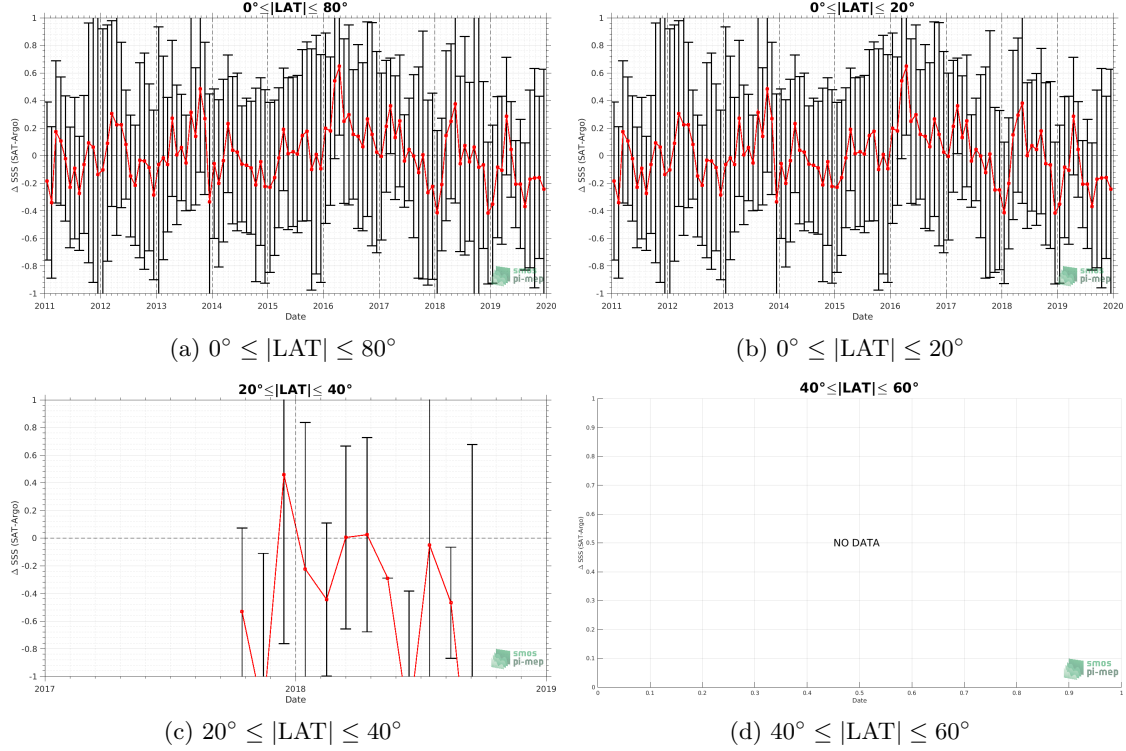 0°≤|LAT|≤ 80°
1
0.8
0.6
0.4
0.2
0
-0.2
-0.4
-0.6
-0.8
-1
Δ SSS (SAT-Argo)
2011 2012 2013 2014 2015 2016 2017 2018 2019 2020
Date
smos
pi-mep
(a) 0° ≤ |LAT| ≤ 80°
0°≤|LAT|≤ 20°
1
0.8
0.6
0.4
0.2
0
-0.2
-0.4
-0.6
-0.8
-1
Δ SSS (SAT-Argo)
2011 2012 2013 2014 2015 2016 2017 2018 2019 2020
Date
smos
pi-mep
(b) 0° ≤ |LAT| ≤ 20°
20°≤|LAT|≤ 40°
1
0.8
0.6
0.4
0.2
0
-0.2
-0.4
-0.6
-0.8
-1
Δ SSS (SAT-Argo)
2017 2018 2019
Date
smos
pi-mep
(c) 20° ≤ |LAT| ≤ 40°
40°≤|LAT|≤ 60°
1
0.9
0.8
0.7
0.6
0.5
0.4
0.3
0.2
0.1
0
Δ SSS (SAT-Argo)
NO DATA
0 0.1 0.2 0.3 0.4 0.5 0.6 0.7 0.8 0.9 1
Date
smos
pi-mep
(d) 40° ≤ |LAT| ≤ 60°